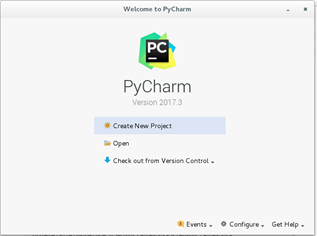 Welcome to PyCharm
PC
PyCharm
Version 2017.3
Create New Project
Open
Check out from Version Control
Events Configure Get Help